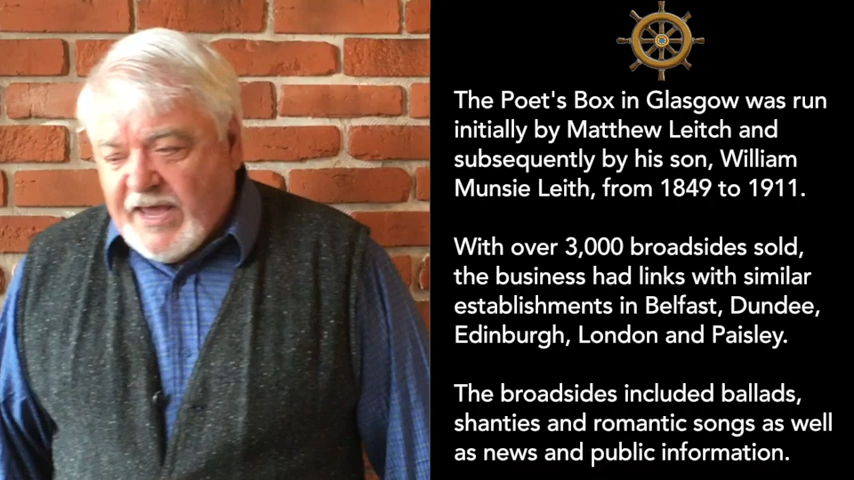 The Poet's Box in Glasgow was run
initially by Matthew Leitch and
subsequently by his son, William
Munsie Leith, from 1849 to 1911.
With over 3,000 broadsides sold,
the business had links with similar
establishments in Belfast, Dundee,
Edinburgh, London and Paisley.
The broadsides included ballads,
shanties and romantic songs as well
as news and public information.